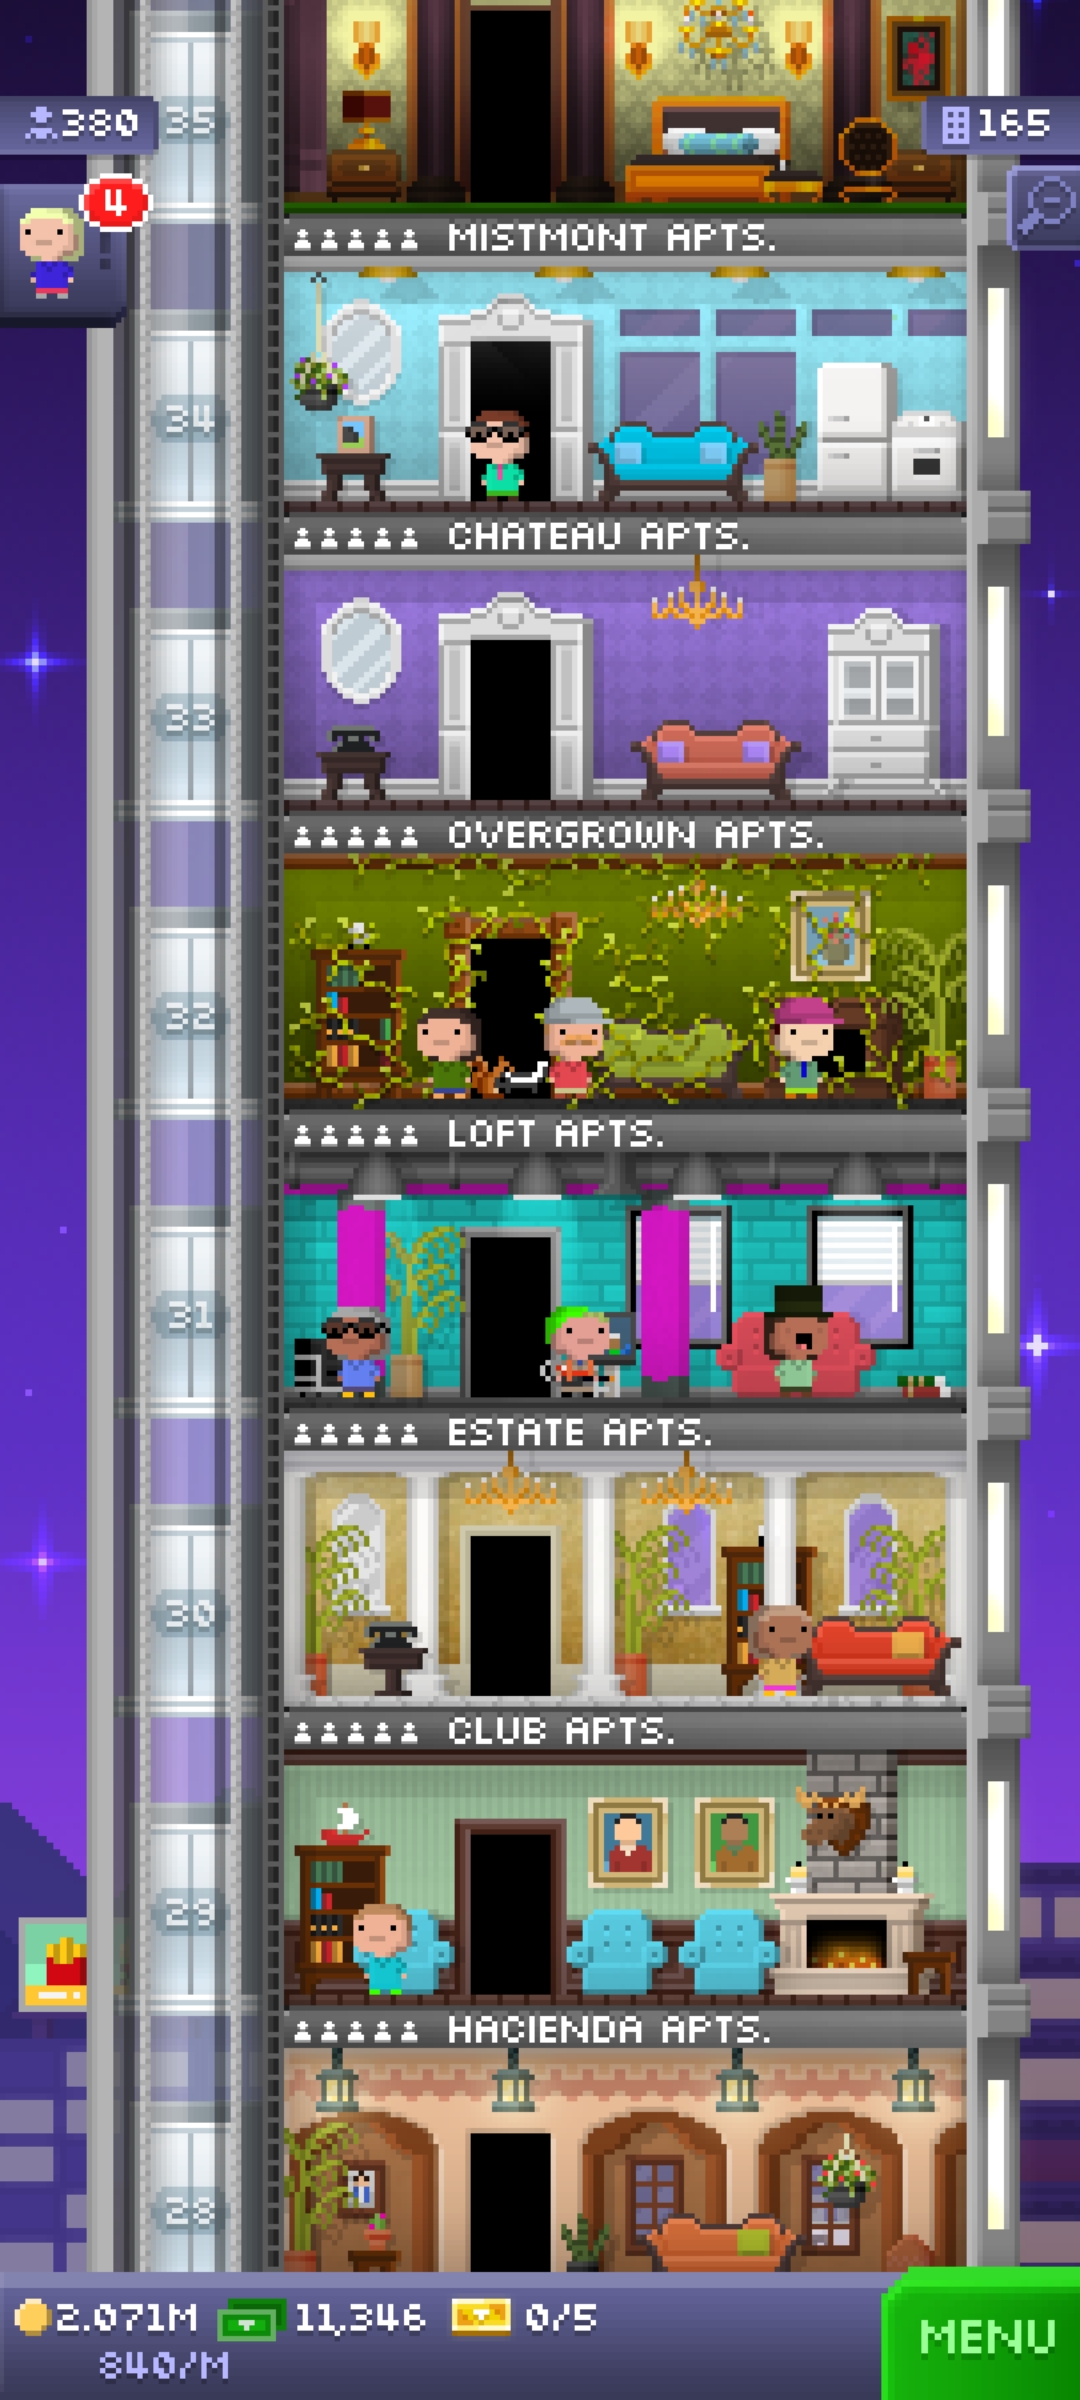 380
35
165
4
MISTMONT APTS.
34
CHATEAU APTS.
33
OVERGROWN APTS.
32
LOFT APTS.
31
ESTATE APTS.
30
CLUB APTS.
29
HACIENDA APTS.
28
2.071M 11,346 0/5
840/M
MENU